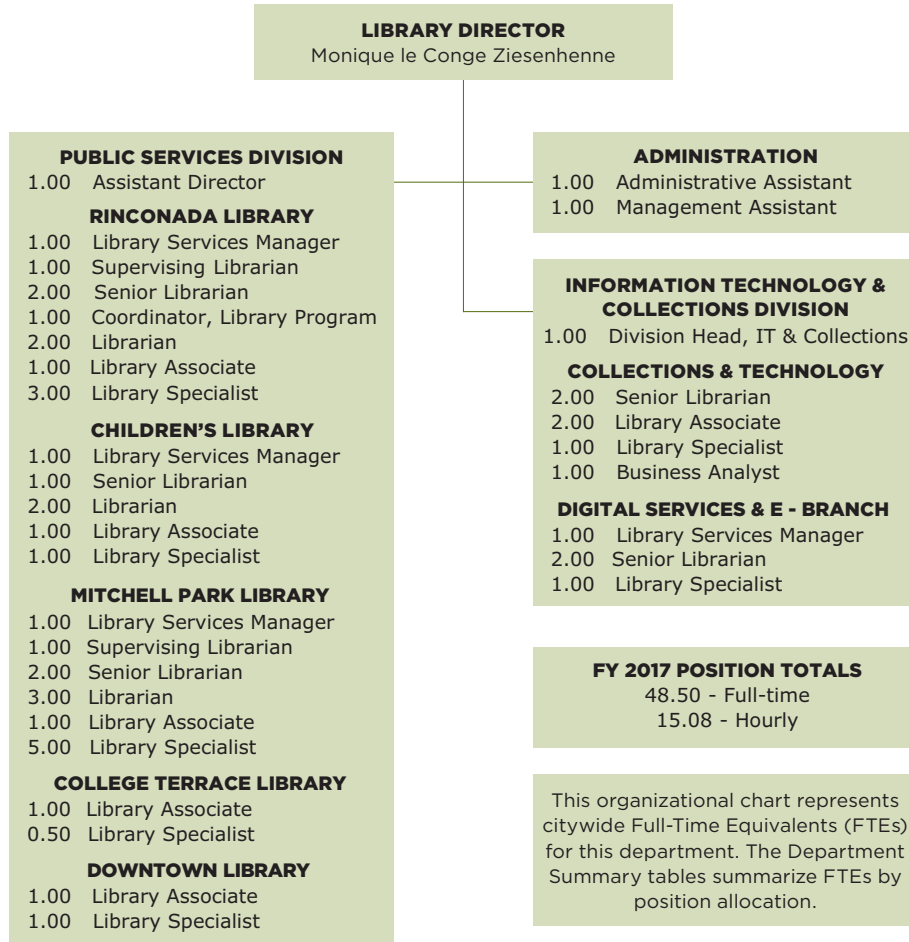 LIBRARY DIRECTOR
Monique le Conge Ziesenhenne
PUBLIC SERVICES DIVISION
1.00 Assistant Director
RINCONADA LIBRARY
1.00 Library Services Manager
1.00 Supervising Librarian
2.00 Senior Librarian
1.00 Coordinator, Library Program
2.00 Librarian
1.00 Library Associate
3.00 Library Specialist
CHILDREN’S LIBRARY
1.00 Library Services Manager
1.00 Senior Librarian
2.00 Librarian
1.00 Library Associate
1.00 Library Specialist
MITCHELL PARK LIBRARY
1.00 Library Services Manager
1.00 Supervising Librarian
2.00 Senior Librarian
3.00 Librarian
1.00 Library Associate
5.00 Library Specialist
COLLEGE TERRACE LIBRARY
1.00 Library Associate
0.50 Library Specialist
DOWNTOWN LIBRARY
1.00 Library Associate
1.00 Library Specialist
ADMINISTRATION
1.00 Administrative Assistant
1.00 Management Assistant
INFORMATION TECHNOLOGY &
COLLECTIONS DIVISION
1.00 Division Head, IT & Collections
COLLECTIONS & TECHNOLOGY
2.00 Senior Librarian
2.00 Library Associate
1.00 Library Specialist
1.00 Business Analyst
DIGITAL SERVICES & E - BRANCH
1.00 Library Services Manager
2.00 Senior Librarian
1.00 Library Specialist
FY 2017 POSITION TOTALS
48.50 - Full-time
15.08 - Hourly
This organizational chart represents
citywide Full-Time Equivalents (FTEs)
for this department. The Department
Summary tables summarize FTEs by
position allocation.